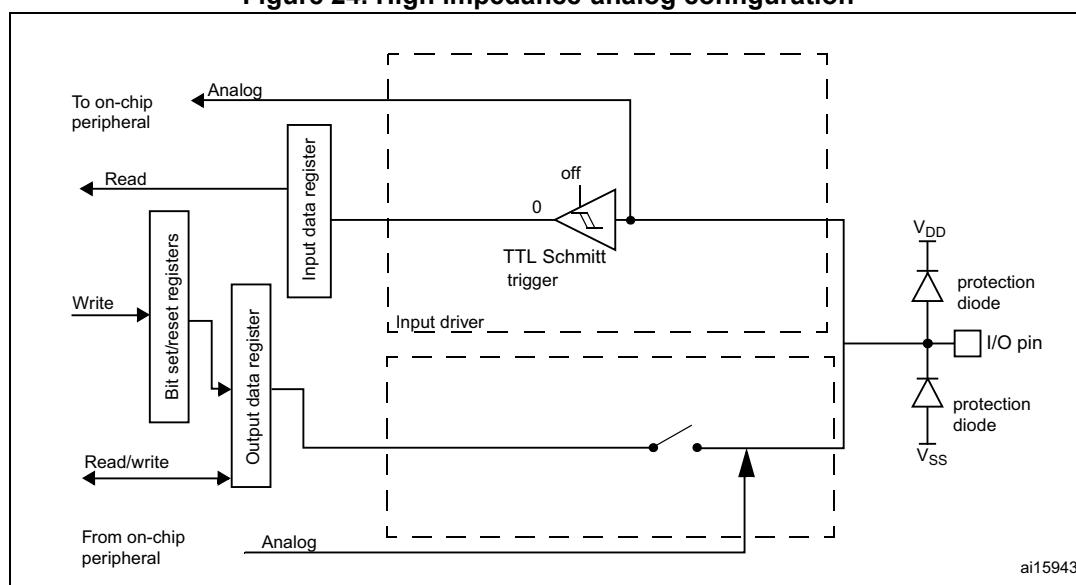 Figure 24. High impedance-analog configuration
To on-chip
peripheral
Analog
Read
Input data register
off
0
TTL Schmitt
trigger
Input driver
Write
Bit set/reset registers
Output data register
Read/write
From on-chip
peripheral
Analog
VDD
protection
diode
I/O pin
protection
diode
VSS
ai15943